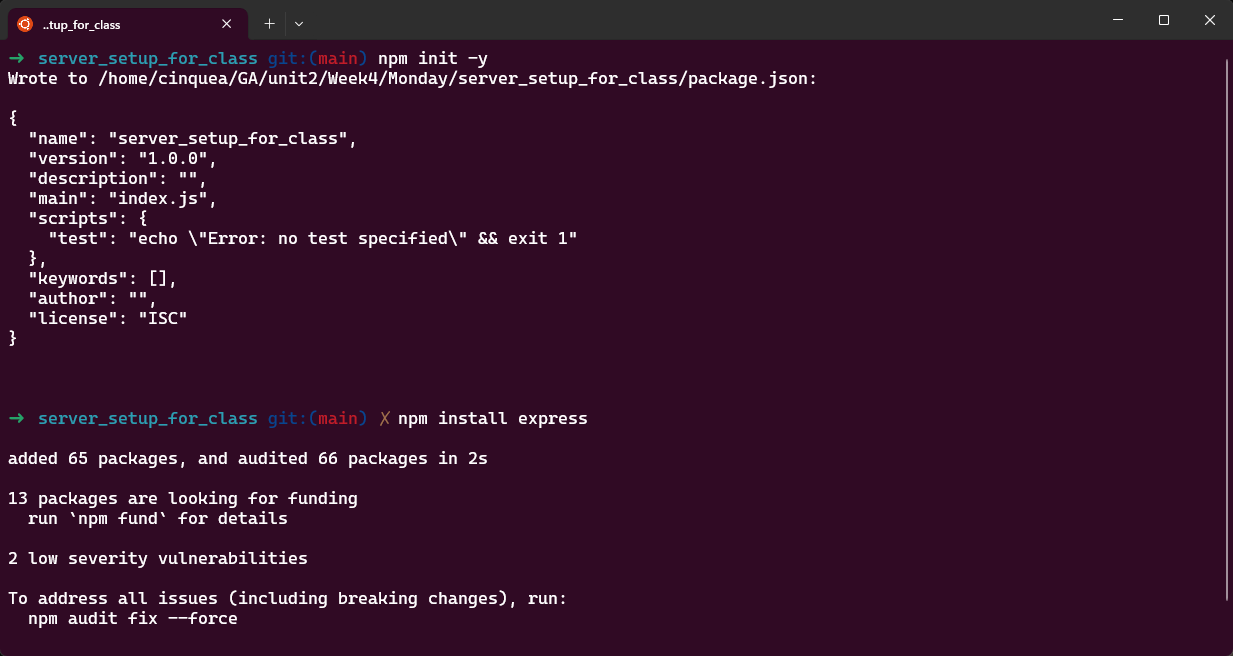 ..tup_for_class
➜ server_setup_for_class git:(main) npm init -y
Wrote to /home/cinquea/GA/unit2/Week4/Monday/server_setup_for_class/package.json:
{
  "name": "server_setup_for_class",
  "version": "1.0.0",
  "description": "",
  "main": "index.js",
  "scripts": {
    "test": "echo \"Error: no test specified\" && exit 1"
  },
  "keywords": [],
  "author": "",
  "license": "ISC"
}
➜ server_setup_for_class git:(main) ✗ npm install express
added 65 packages, and audited 66 packages in 2s
13 packages are looking for funding
  run `npm fund` for details
2 low severity vulnerabilities
To address all issues (including breaking changes), run:
  npm audit fix --force